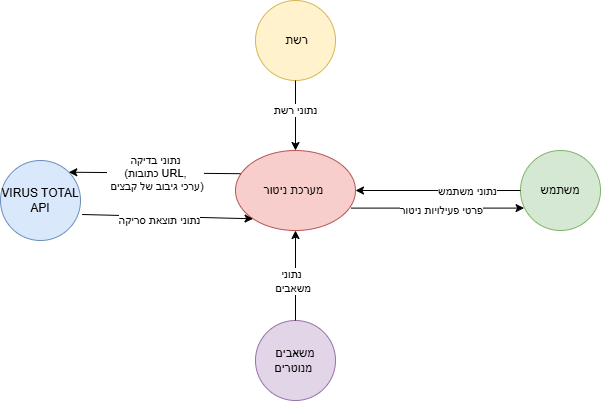 רשת
נתוני רשת
נתוני בדיקה
(כתובות URL,
ערכי גיבוב של קבצים)
מערכת ניטור
נתוני משתמש
משתמש
VIRUS TOTAL
API
נתוני תוצאת סריקה
פרטי פעילויות ניטור
נתוני
משאבים
משאבים
מנוטרים